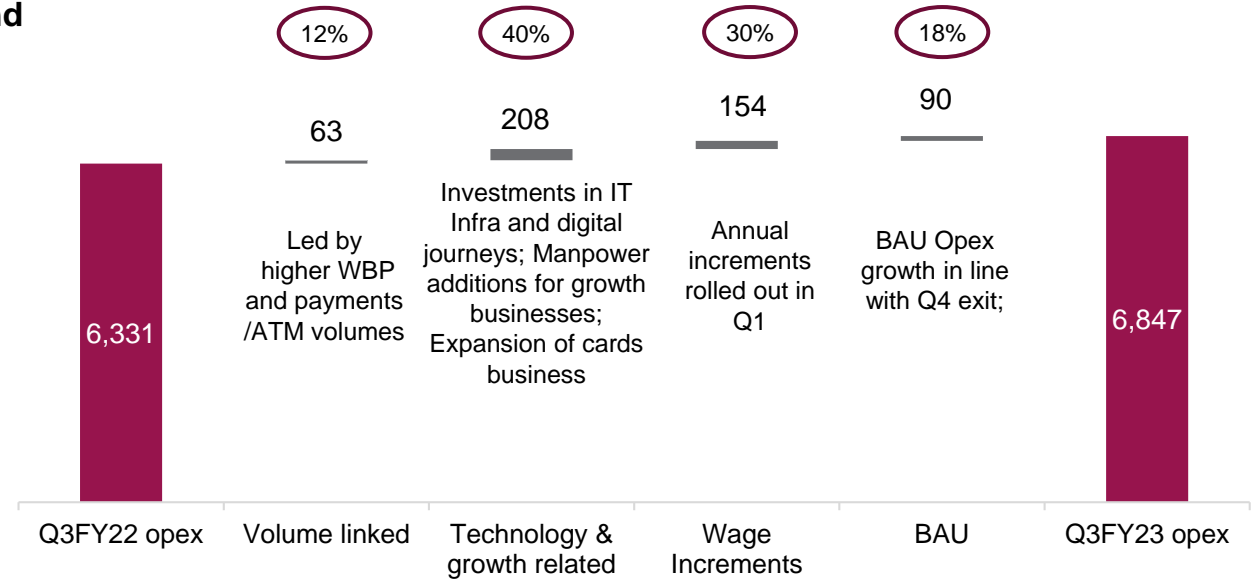 nd
12%
40%
30%
18%
63
208
154
90
Led by
higher WBP
and payments
/ATM volumes
Investments in IT
Infra and digital
journeys; Manpower
additions for growth
businesses;
Expansion of cards
business
Annual
increments
rolled out in
Q1
BAU Opex
growth in line
with Q4 exit;
6,331
6,847
Q3FY22 opex
Volume linked
Technology &
growth related
Wage
Increments
BAU
Q3FY23 opex